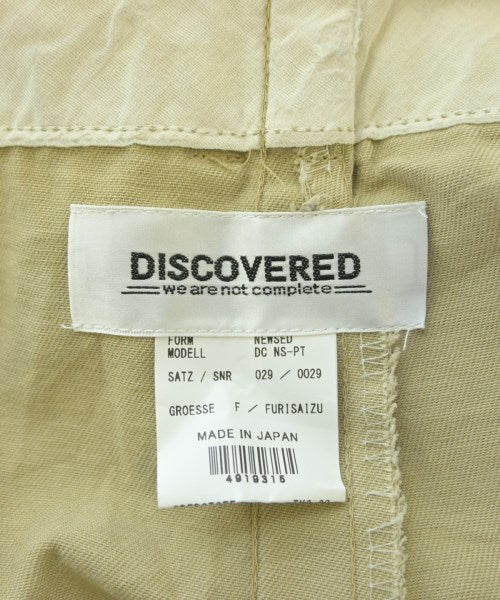 DISCOVERED
we are not complete
FORM NEWSED
MODELL DC NS-PT
SATZ / SNR 029 / 0029
GROESSE F / FURISAIZU
MADE IN JAPAN
4919315